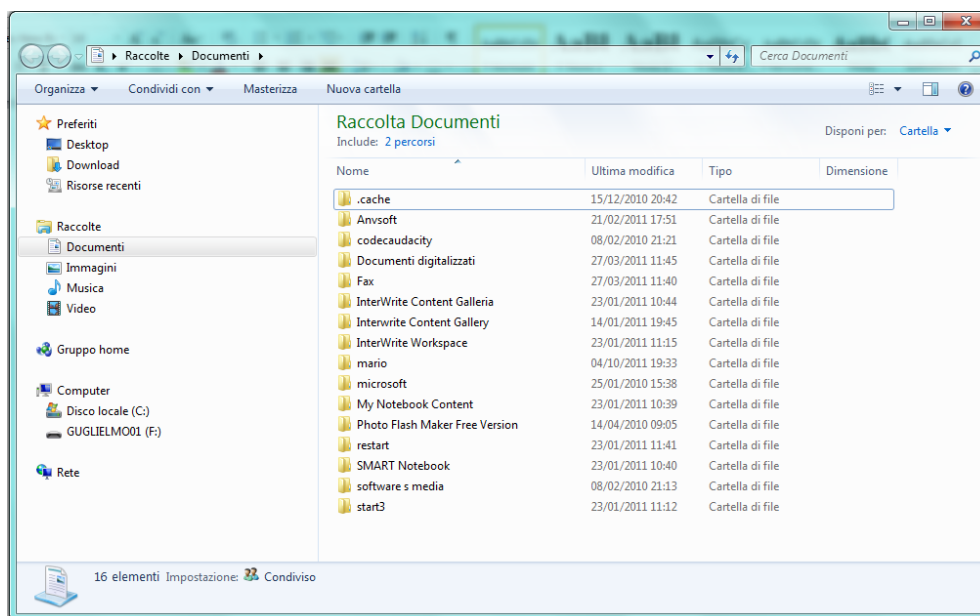 Raccolte Documenti
Cerca Documenti
Organizza Condividi con Masterizza Nuova cartella
Preferiti
Desktop
Download
Risorse recenti
Raccolte
Documenti
Immagini
Musica
Video
Gruppo home
Computer
Disco locale (C:)
GUGLIELMO01 (F:)
Rete
Raccolta Documenti
Include: 2 percorsi
Disponi per: Cartella
Nome Ultima modifica Tipo Dimensione
.cache 15/12/2010 20:42 Cartella di file
Anvsoft 21/02/2011 17:51 Cartella di file
codecaudacity 08/02/2010 21:21 Cartella di file
Documenti digitalizzati 27/03/2011 11:45 Cartella di file
Fax 27/03/2011 11:40 Cartella di file
InterWrite Content Galleria 23/01/2011 10:44 Cartella di file
Interwrite Content Gallery 14/01/2011 19:45 Cartella di file
InterWrite Workspace 23/01/2011 11:15 Cartella di file
mario 04/10/2011 19:33 Cartella di file
microsoft 25/01/2010 15:38 Cartella di file
My Notebook Content 23/01/2011 10:39 Cartella di file
Photo Flash Maker Free Version 14/04/2010 09:05 Cartella di file
restart 23/01/2011 11:41 Cartella di file
SMART Notebook 23/01/2011 10:40 Cartella di file
software s media 08/02/2010 21:13 Cartella di file
start3 23/01/2011 11:12 Cartella di file
16 elementi Impostazione: Condiviso